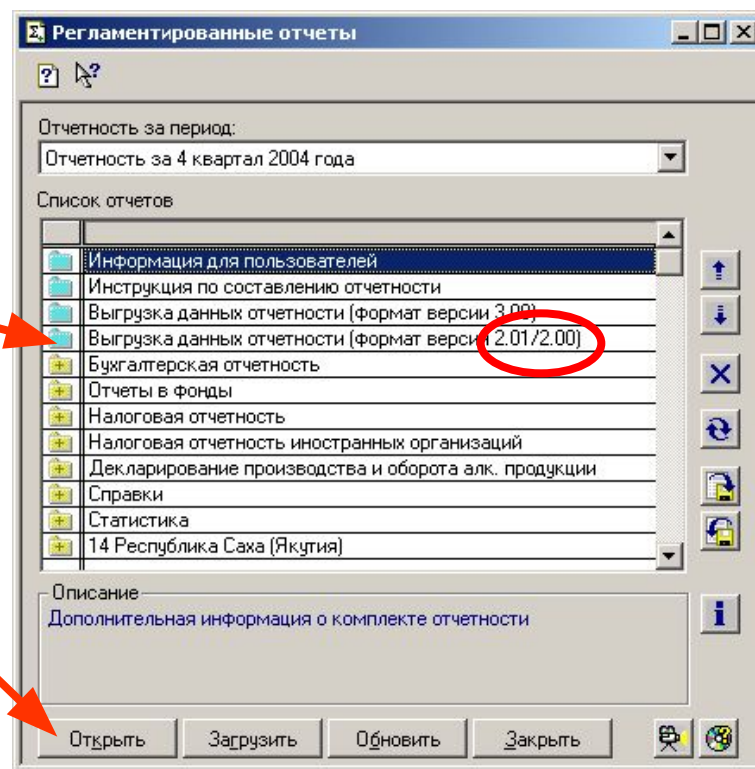 Регламентированные отчеты
Отчетность за период:
Отчетность за 4 квартал 2004 года
Список отчетов
Информация для пользователей
Инструкция по составлению отчетности
Выгрузка данных отчетности (формат версии 3.00)
Выгрузка данных отчетности (формат версии 2.01/2.00)
Бухгалтерская отчетность
Отчеты в фонды
Налоговая отчетность
Налоговая отчетность иностранных организаций
Декларирование производства и оборота алк. продукции
Справки
Статистика
14 Республика Саха (Якутия)
Описание
Дополнительная информация о комплекте отчетности
Открыть Загрузить Обновить Закрыть